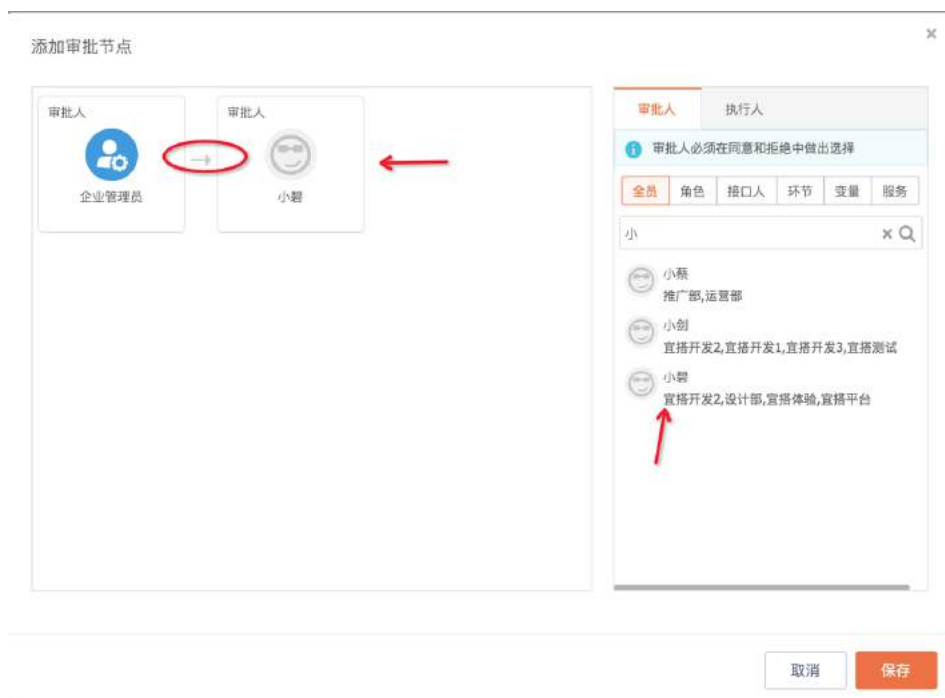 添加审批节点
审批人
企业管理员
审批人
小碧
审批人 执行人
审批人必须在同意和拒绝中做出选择
全员 角色 接口人 环节 变量 服务
小
小蔡
推广部,运营部
小剑
宜搭开发2,宜搭开发1,宜搭开发3,宜搭测试
小碧
宜搭开发2,设计部,宜搭体验,宜搭平台
取消 保存